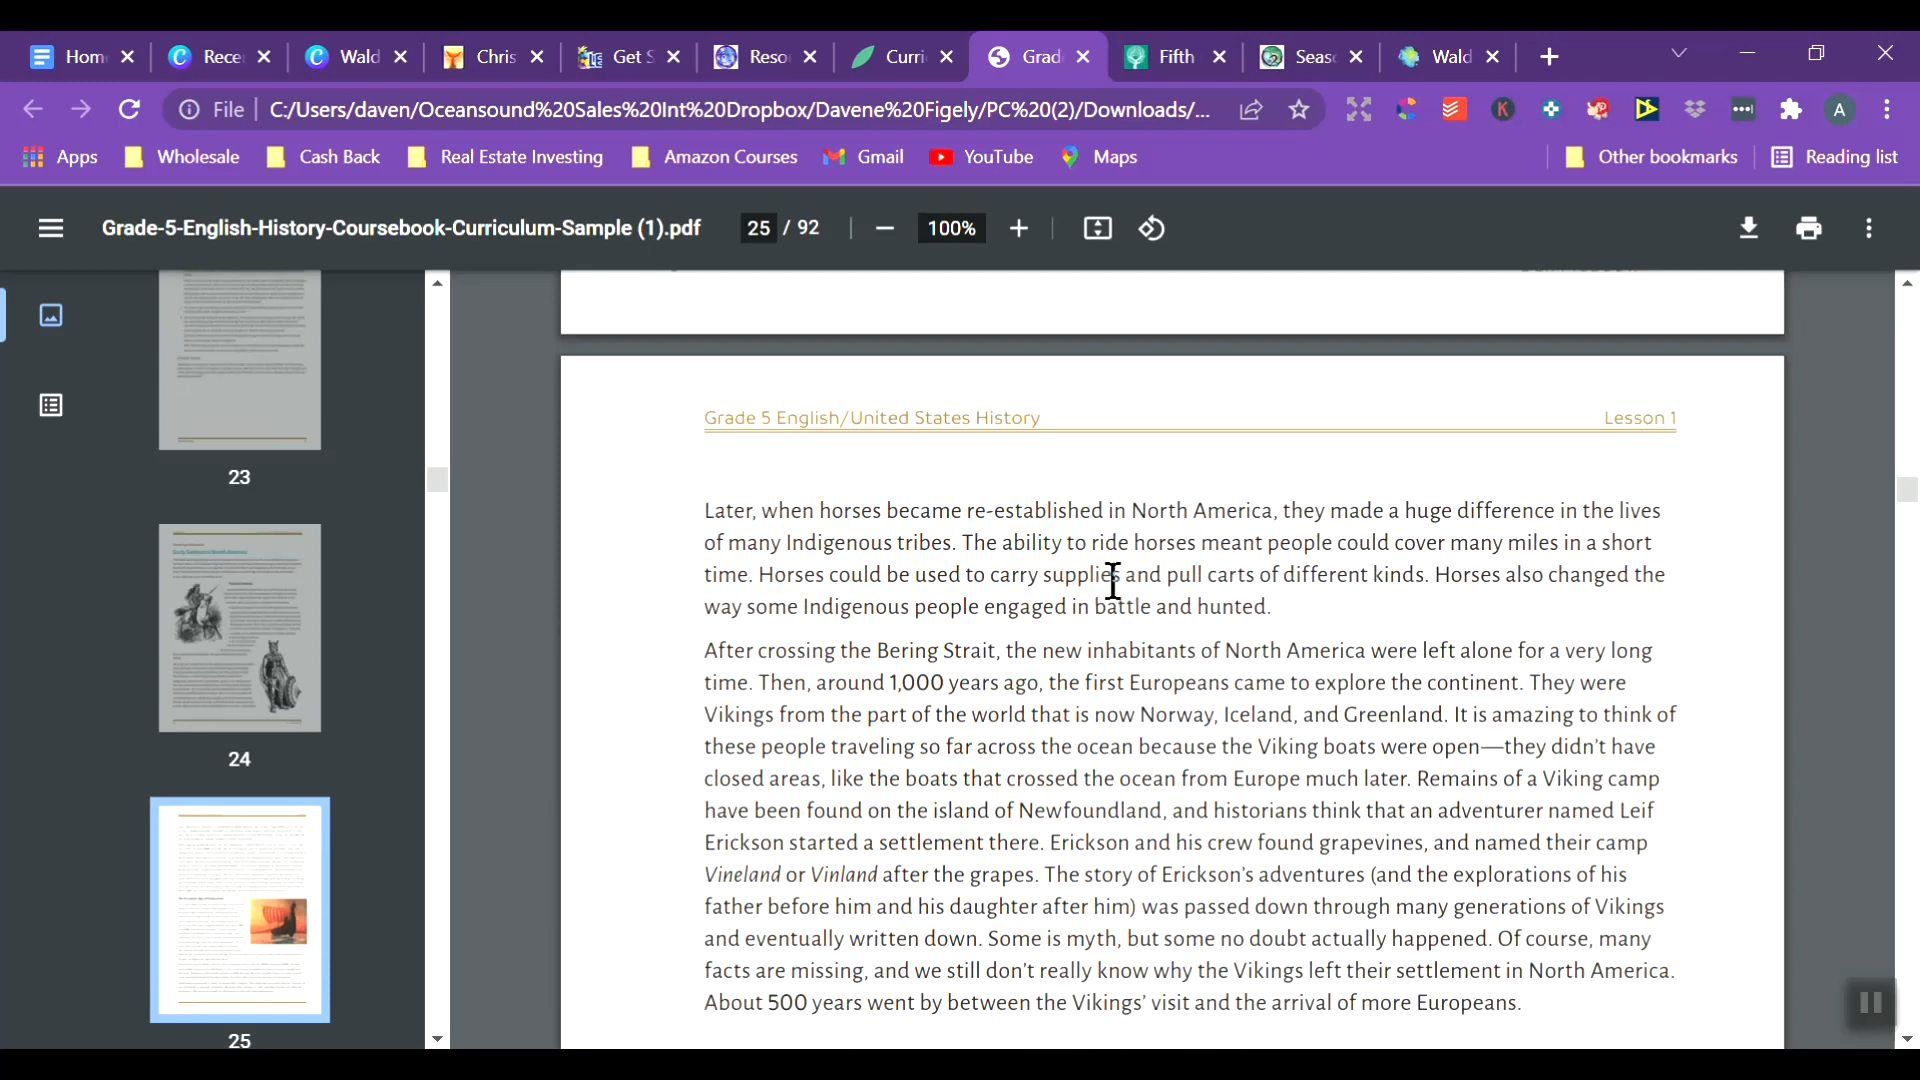 Hom
Rece
Wald
Chris
Get S
Reso
Curri
Grad
Fifth
Seas
Wald
File
C:/Users/daven/Oceansound%20Sales%20Int%20Dropbox/Davene%20Figely/PC%20(2)/Downloads/...
A
Apps
Wholesale
Cash Back
Real Estate Investing
Amazon Courses
Gmail
YouTube
Maps
Other bookmarks
Reading list
Grade-5-English-History-Coursebook-Curriculum-Sample (1).pdf
25 / 92
100%
23
24
25
Grade 5 English/United States History
Lesson 1
Later, when horses became re-established in North America, they made a huge difference in the lives
of many Indigenous tribes. The ability to ride horses meant people could cover many miles in a short
time. Horses could be used to carry supplies and pull carts of different kinds. Horses also changed the
way some Indigenous people engaged in battle and hunted.
After crossing the Bering Strait, the new inhabitants of North America were left alone for a very long
time. Then, around 1,000 years ago, the first Europeans came to explore the continent. They were
Vikings from the part of the world that is now Norway, Iceland, and Greenland. It is amazing to think of
these people traveling so far across the ocean because the Viking boats were open—they didn't have
closed areas, like the boats that crossed the ocean from Europe much later. Remains of a Viking camp
have been found on the island of Newfoundland, and historians think that an adventurer named Leif
Erickson started a settlement there. Erickson and his crew found grapevines, and named their camp
Vineland or Vinland after the grapes. The story of Erickson's adventures (and the explorations of his
father before him and his daughter after him) was passed down through many generations of Vikings
and eventually written down. Some is myth, but some no doubt actually happened. Of course, many
facts are missing, and we still don't really know why the Vikings left their settlement in North America.
About 500 years went by between the Vikings' visit and the arrival of more Europeans.